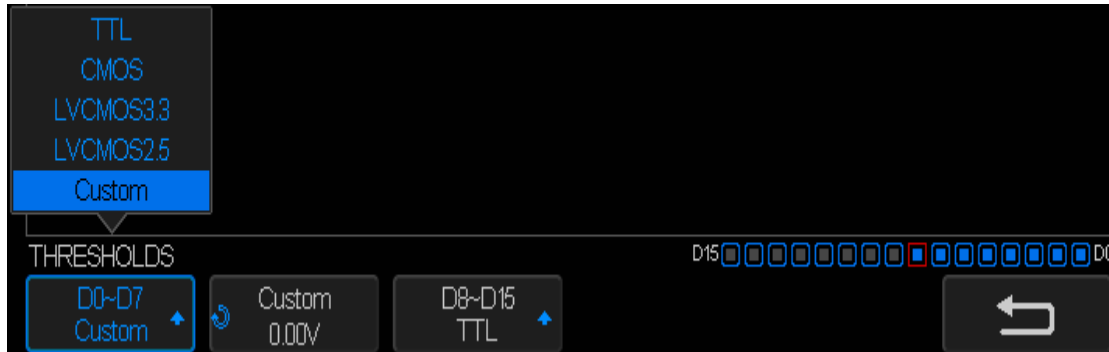 TTL
CMOS
LVCMOS3.3
LVCMOS2.5
Custom
THRESHOLDS
D15 D0
D0~D7 Custom D8~D15
Custom 0.00V TTL